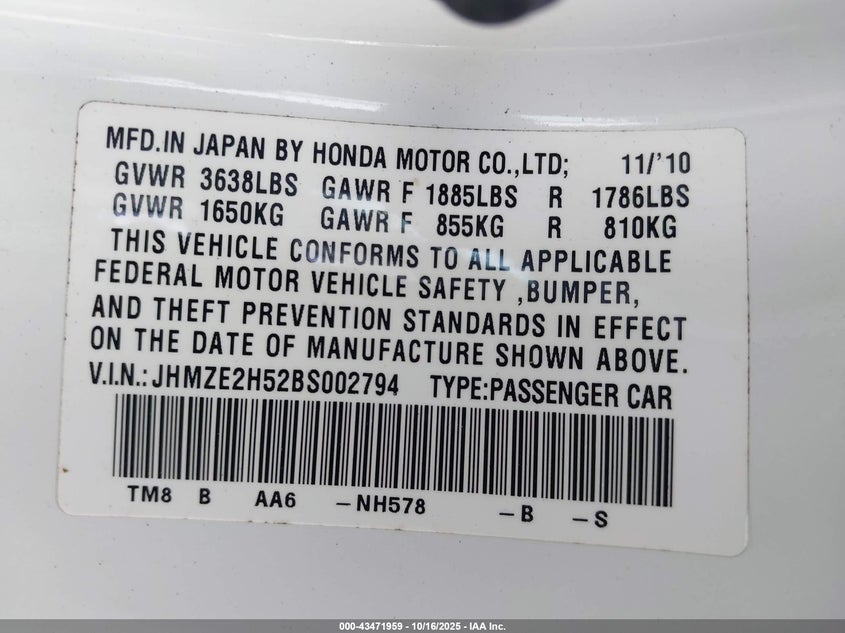 MFD.IN JAPAN BY HONDA MOTOR CO.,LTD; 11/'10
GVWR 3638LBS GAWR F 1885LBS R 1786LBS
GVWR 1650KG GAWR F 855KG R 810KG
THIS VEHICLE CONFORMS TO ALL APPLICABLE
FEDERAL MOTOR VEHICLE SAFETY ,BUMPER,
AND THEFT PREVENTION STANDARDS IN EFFECT
ON THE DATE OF MANUFACTURE SHOWN ABOVE.
V.I.N.:JHMZE2H52BS002794 TYPE:PASSENGER CAR
TM8 B AA6 –NH578 –B –S
000-43471959 - 10/16/2025 - IAA Inc.